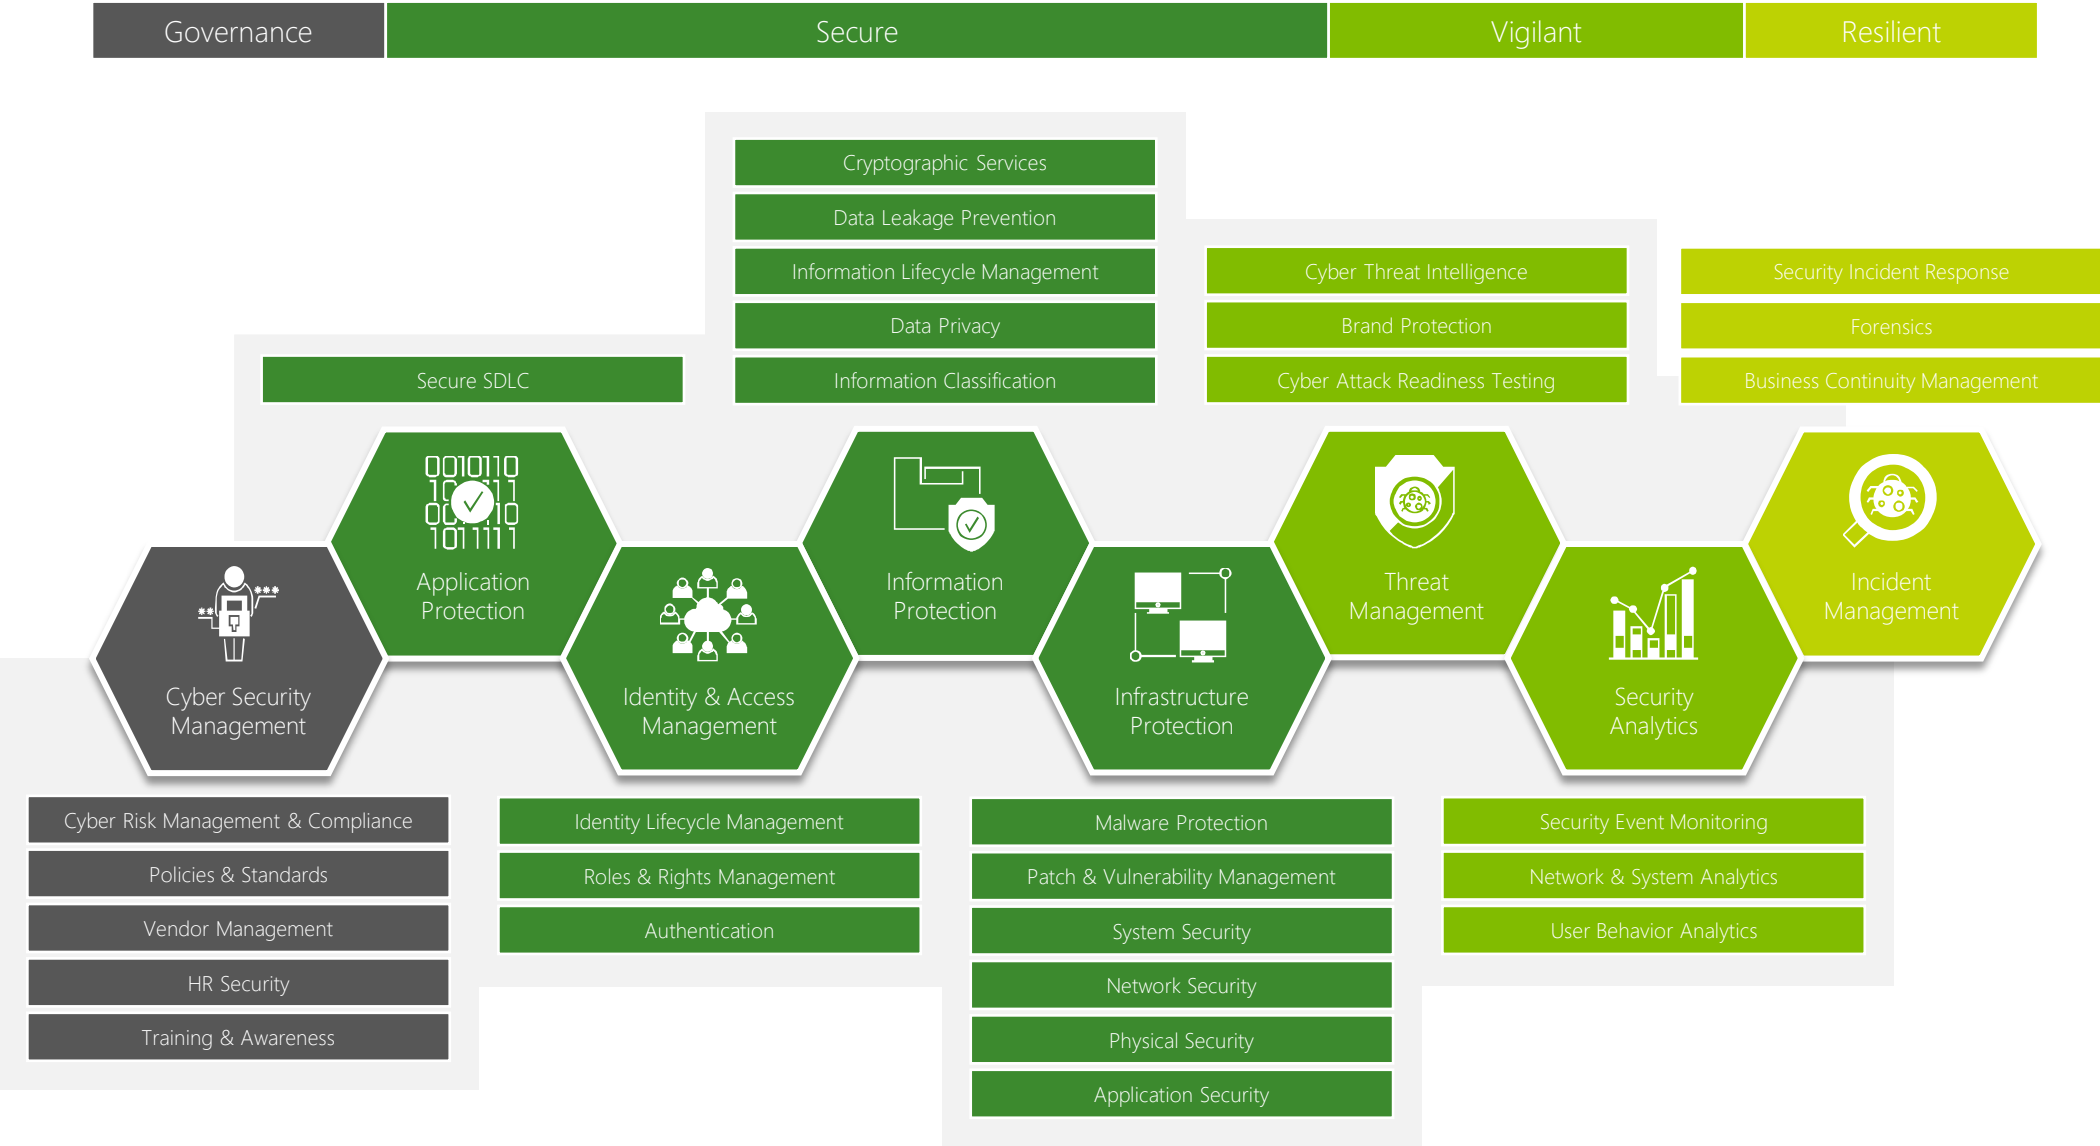 Governance
Secure
Vigilant
Resilient
Cryptographic Services
Data Leakage Prevention
Information Lifecycle Management
Data Privacy
Information Classification
Cyber Threat Intelligence
Brand Protection
Cyber Attack Readiness Testing
Security Incident Response
Forensics
Business Continuity Management
Secure SDLC
0010110
Application
Protection
Information
Protection
Threat
Management
Incident
Management
Cyber Security
Management
Identity & Access
Management
Infrastructure
Protection
Security
Analytics
Cyber Risk Management & Compliance
Policies & Standards
Vendor Management
HR Security
Training & Awareness
Identity Lifecycle Management
Roles & Rights Management
Authentication
Malware Protection
Patch & Vulnerability Management
System Security
Network Security
Physical Security
Application Security
Security Event Monitoring
Network & System Analytics
User Behavior Analytics